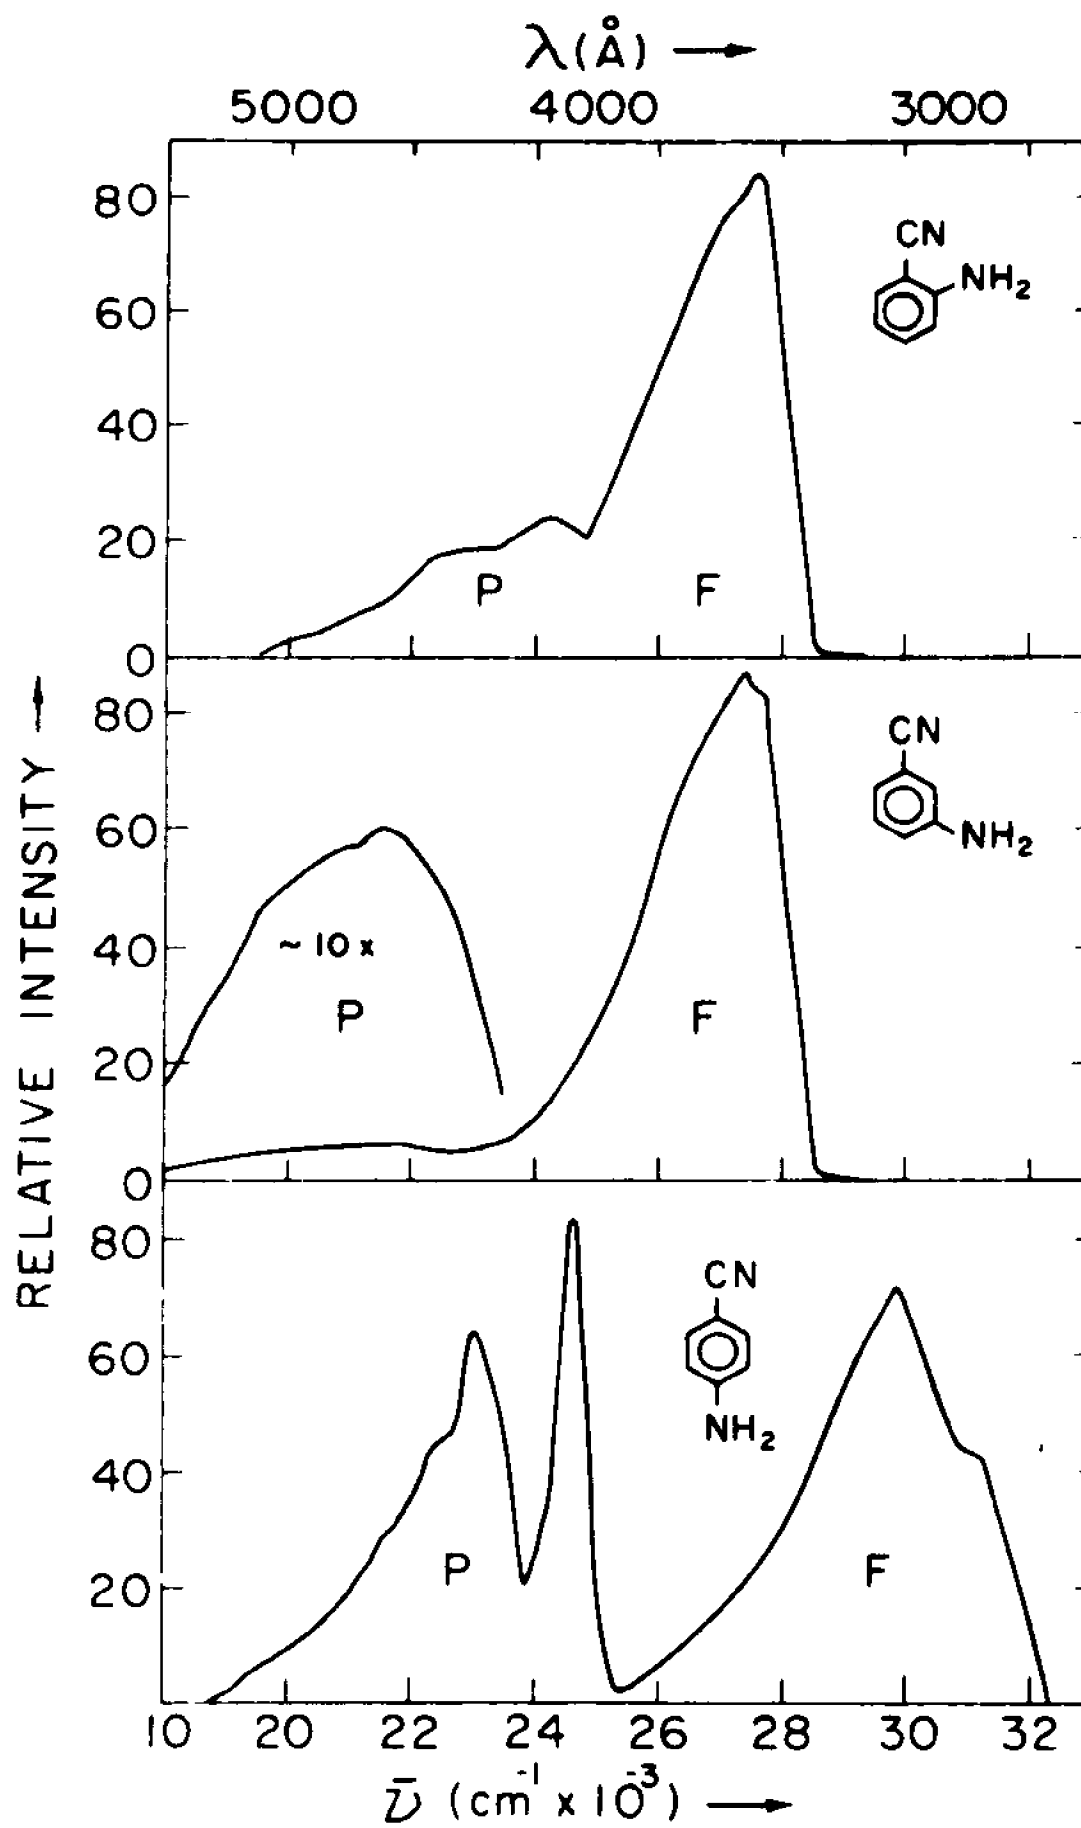 λ(Å) →
5000 4000 3000
RELATIVE INTENSITY →
80
60
40
20
0
CN
NH2
P F
80
60
40
20
0
CN
NH2
~ 10 x
P F
80
60
40
20
CN
NH2
P F
10 20 22 24 26 28 30 32
ν̄ (cm⁻¹ x 10⁻³) →